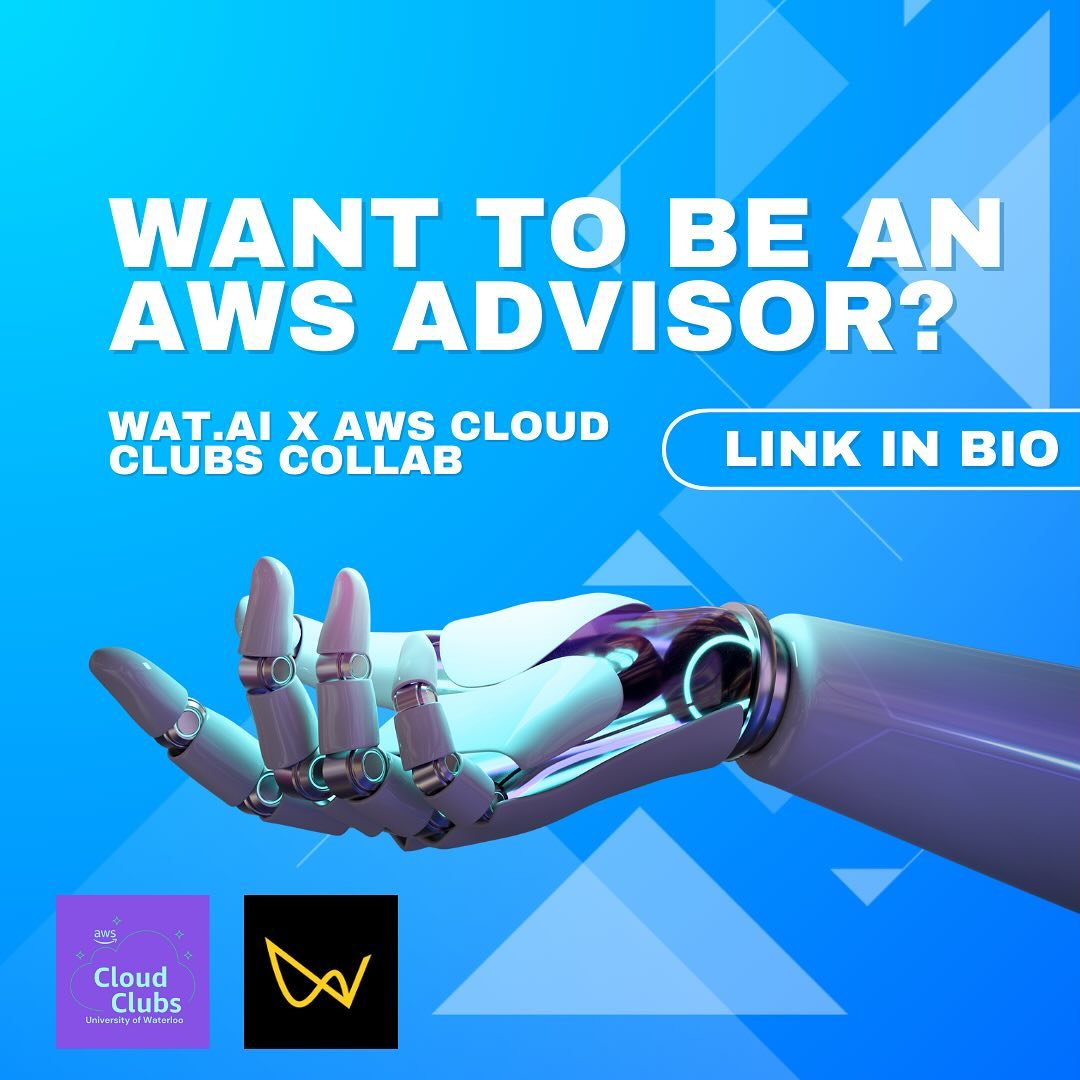 WANT TO BE AN
AWS ADVISOR?
WAT.AI X AWS CLOUD
CLUBS COLLAB
LINK IN BIO
aws
Cloud
Clubs
University of Waterloo